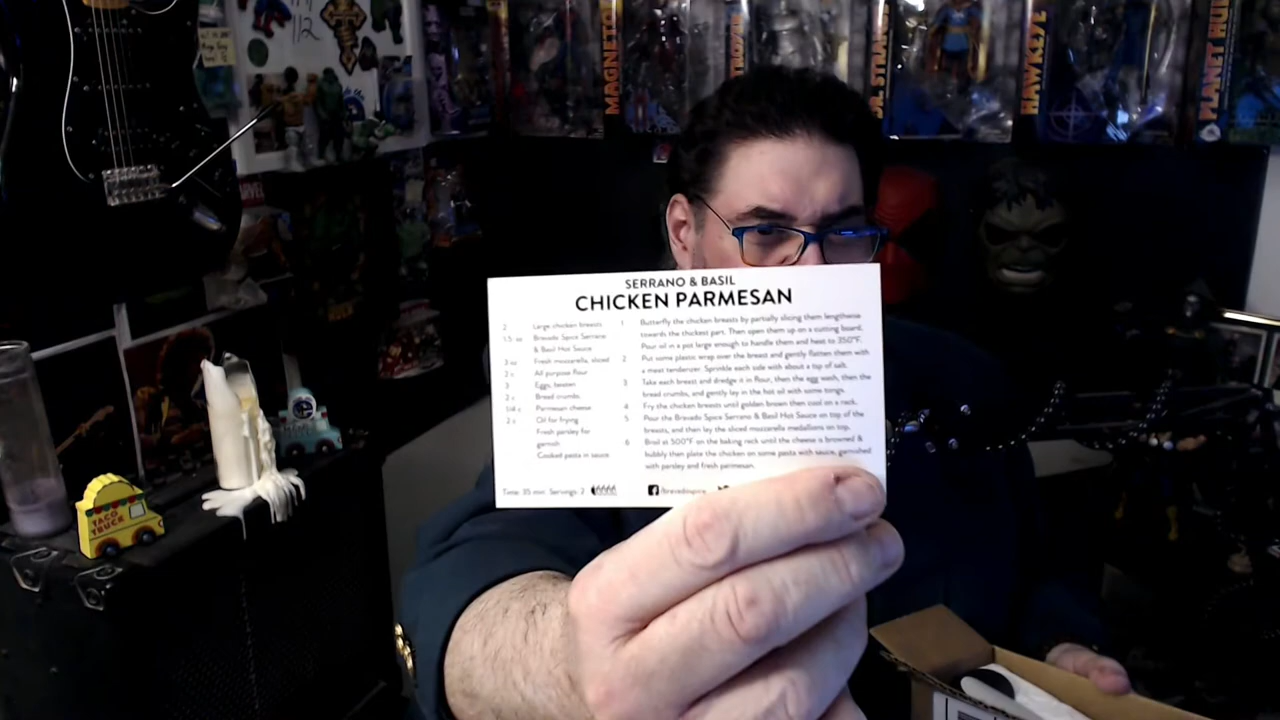 SERRANO & BASIL
CHICKEN PARMESAN
2 Large chicken breasts
1.5 oz Bravado Spice Serrano
& Basil Hot Sauce
3 oz Fresh mozzarella, sliced
2 c All purpose flour
3 Eggs, beaten
2 c Bread crumbs
1/4 c Parmesan cheese
2 c Oil for frying
Fresh parsley for
garnish
Cooked pasta in sauce
Time: 35 min Servings: 2
1 Butterfly the chicken breasts by partially slicing them lengthwise
towards the thickest part. Then open them up on a cutting board.
Pour oil in a pot large enough to handle them and heat to 350°F.
2 Put some plastic wrap over the breast and gently flatten them with
a meat tenderizer. Sprinkle each side with about a tsp of salt.
3 Take each breast and dredge it in flour, then the egg wash, then the
bread crumbs, and gently lay in the hot oil with some tongs.
4 Fry the chicken breasts until golden brown then cool on a rack.
5 Pour the Bravado Spice Serrano & Basil Hot Sauce on top of the
breasts, and then lay the sliced mozzarella medallions on top.
6 Broil at 500°F on the baking rack until the cheese is browned &
bubbly then plate the chicken on some pasta with sauce, garnished
with parsley and fresh parmesan.
/bravadospice
MAGNETO
DR. STRANGE
HAWKEYE
PLANET HULK
MARVEL
TACO
TRUCK